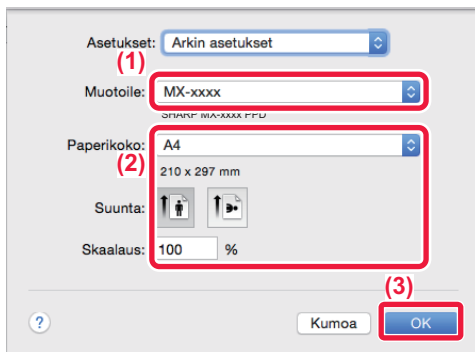 Asetukset: Arkin asetukset
(1)
Muotoile: MX-xxxx
SHARP MX-xxxx PPD
Paperikoko: A4
(2)
210 x 297 mm
Suunta:
Skaalaus: 100 %
(3)
? Kumoa OK